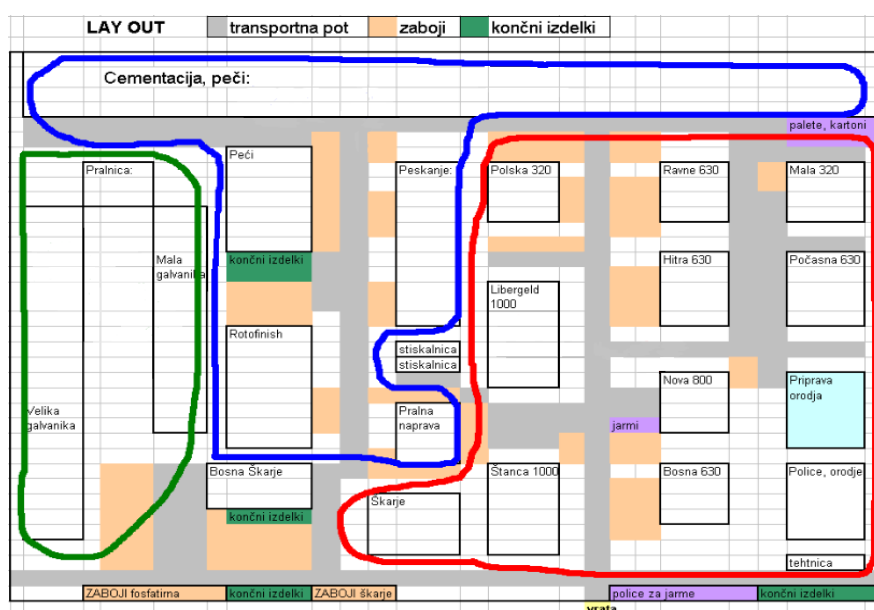 LAY OUT
transportna pot
zaboji
končni izdelki
Cementacija, peči:
palete, kartoni
Peći
Peskanje:
Polska 320
Ravne 630
Mala 320
Pralnica:
Mala
galvanika
končni izdelki
Hitra 630
Počasna 630
Libergeld
1000
Rotofinish
stiskalnica
stiskalnica
Nova 800
Priprava
orodja
Velika
galvanika
Pralna
naprava
jarmi
Bosna Škarje
Štanca 1000
Bosna 630
Police, orodje
Škarje
končni izdelki
tehtnica
ZABOJI fosfatirna
končni izdelki
ZABOJI škarje
police za jarme
končni izdelki
vrata